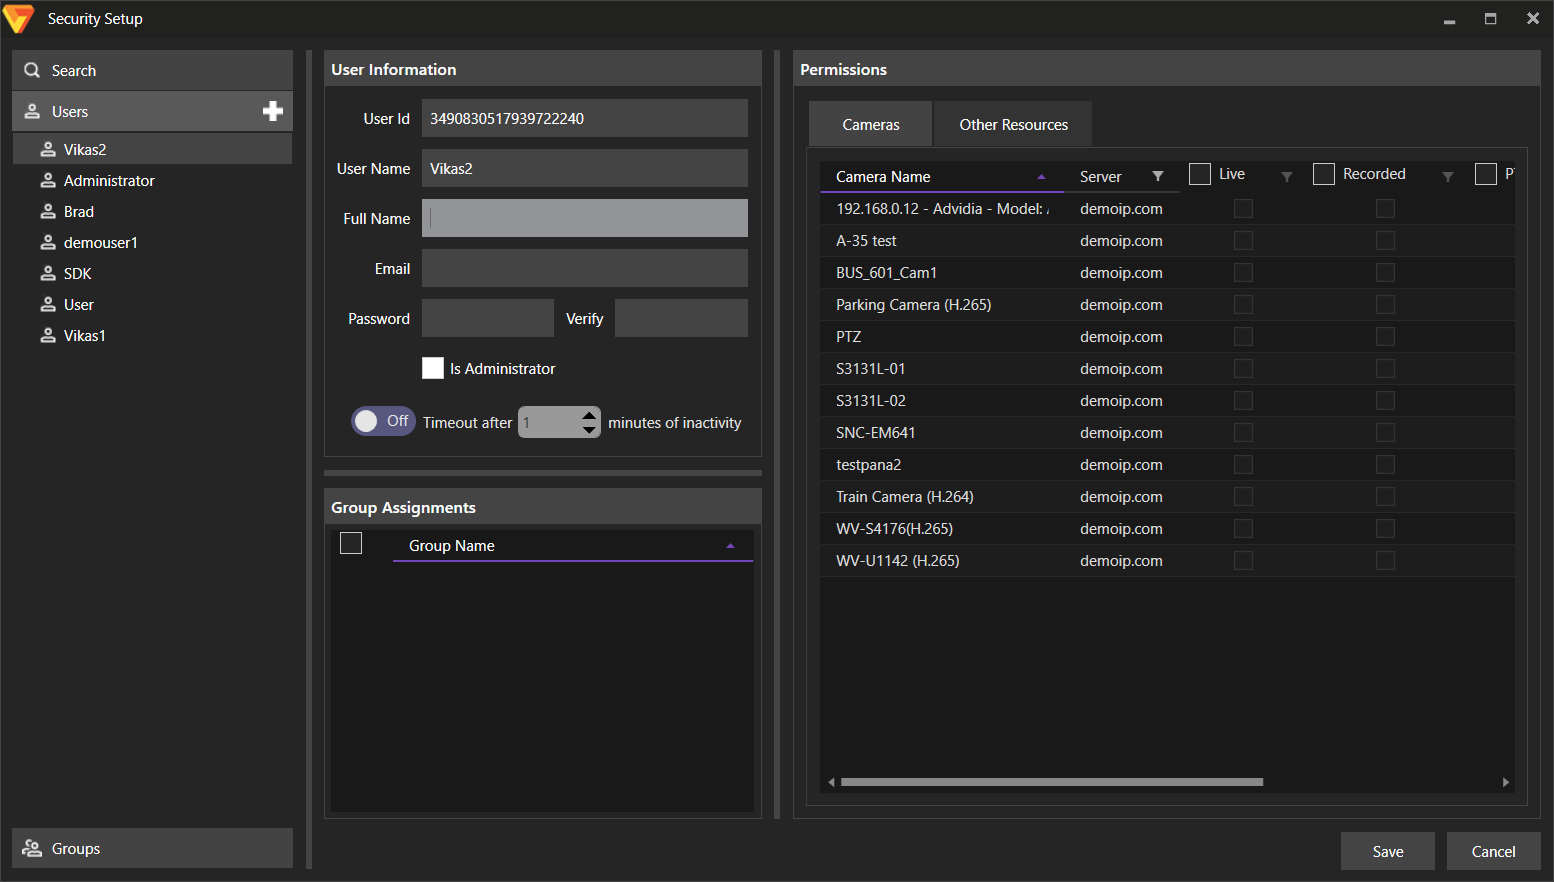 Security Setup
Search
Users
Vikas2
Administrator
Brad
demouser1
SDK
User
Vikas1
Groups
User Information
User Id 3490830517939722240
User Name Vikas2
Full Name
Email
Password Verify
Is Administrator
Off Timeout after 1 minutes of inactivity
Group Assignments
Group Name
Permissions
Cameras Other Resources
Camera Name Server Live Recorded
192.168.0.12 - Advidia - Model: demoip.com
A-35 test demoip.com
BUS_601_Cam1 demoip.com
Parking Camera (H.265) demoip.com
PTZ demoip.com
S3131L-01 demoip.com
S3131L-02 demoip.com
SNC-EM641 demoip.com
testpana2 demoip.com
Train Camera (H.264) demoip.com
WV-S4176(H.265) demoip.com
WV-U1142 (H.265) demoip.com
Save Cancel